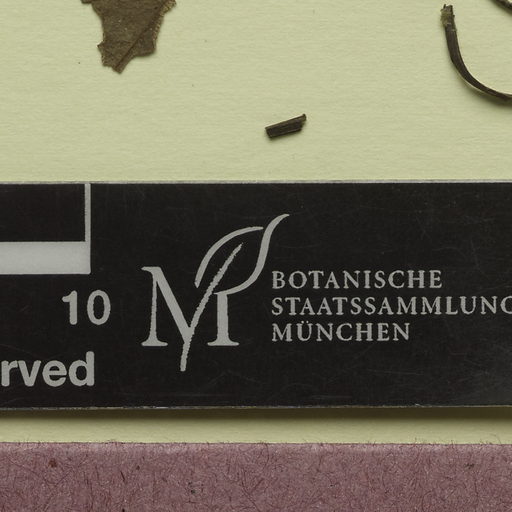 10
rved
BOTANISCHE
STAATSSAMMLUNG
MÜNCHEN